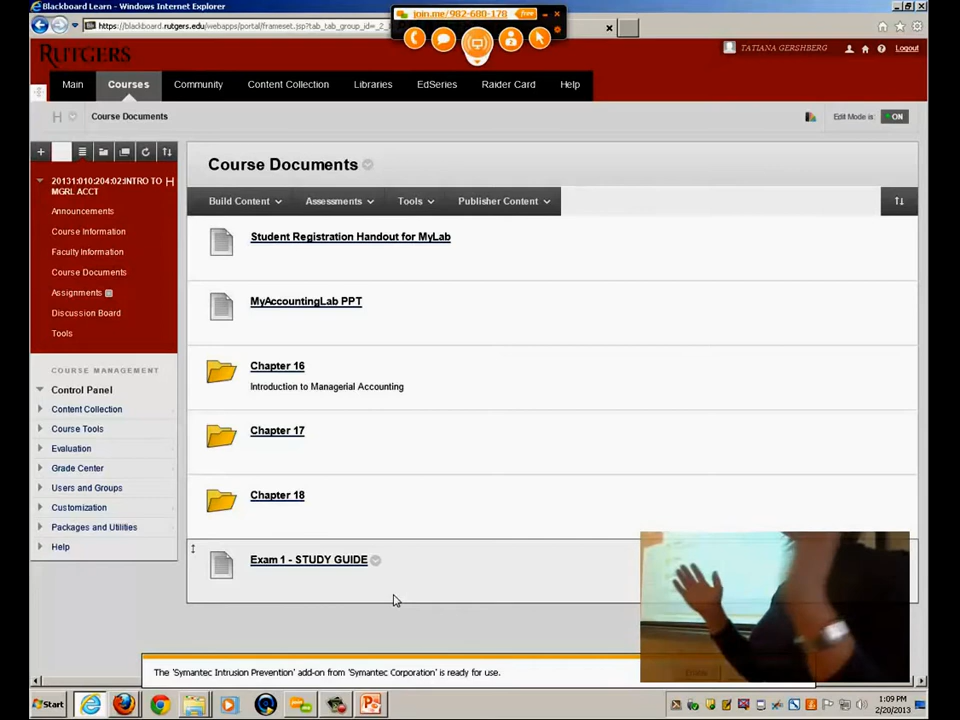 Blackboard Learn - Windows Internet Explorer
https://blackboard.rutgers.edu/webapps/portal/frameset.jsp?tab_tab_group_id=_2_
join.me/982-680-178
free
RUTGERS
TATIANA GERSHBERG
Logout
Main
Courses
Community
Content Collection
Libraries
EdSeries
Raider Card
Help
Course Documents
Edit Mode is:
ON
20131:010:204:02:INTRO TO
MGRL ACCT
Announcements
Course Information
Faculty Information
Course Documents
Assignments
Discussion Board
Tools
COURSE MANAGEMENT
Control Panel
Content Collection
Course Tools
Evaluation
Grade Center
Users and Groups
Customization
Packages and Utilities
Help
Course Documents
Build Content
Assessments
Tools
Publisher Content
Student Registration Handout for MyLab
MyAccountingLab PPT
Chapter 16
Introduction to Managerial Accounting
Chapter 17
Chapter 18
Exam 1 - STUDY GUIDE
The 'Symantec Intrusion Prevention' add-on from 'Symantec Corporation' is ready for use.
Start
1:09 PM
2/20/2013